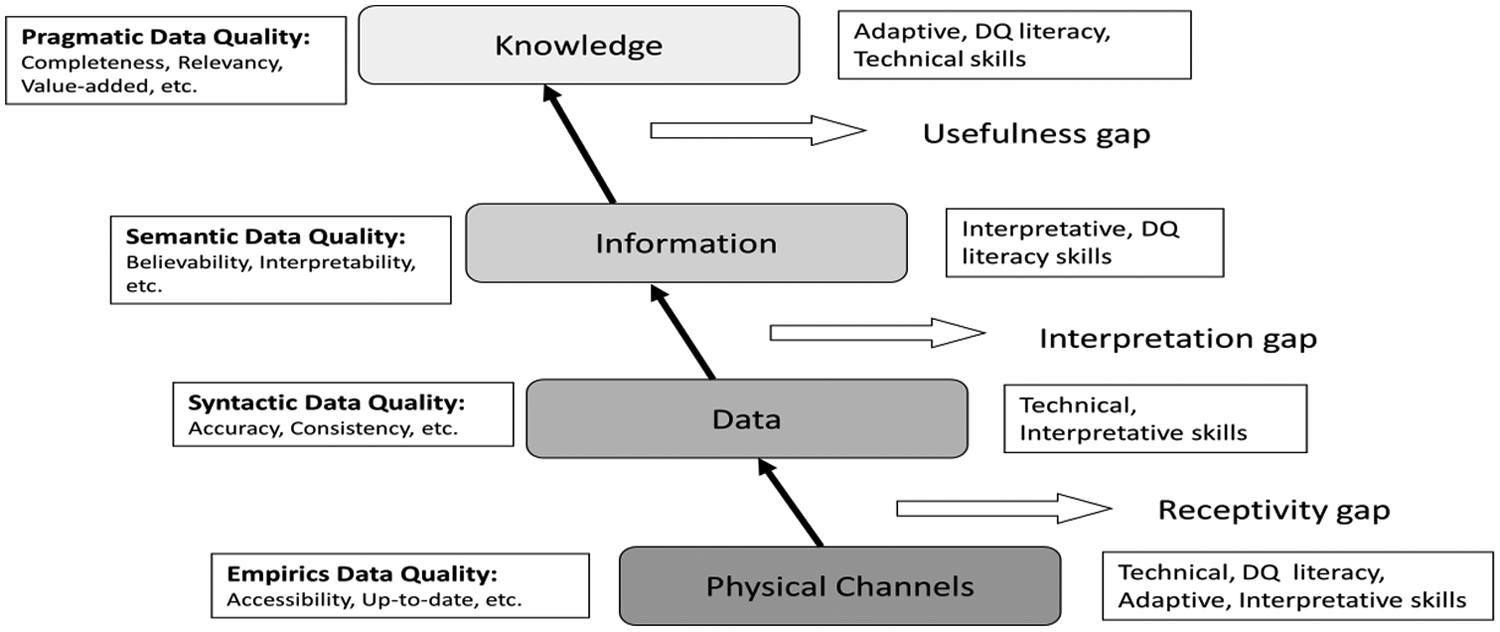 Pragmatic Data Quality:
Completeness, Relevancy,
Value-added, etc.
Knowledge
Adaptive, DQ literacy,
Technical skills
Usefulness gap
Semantic Data Quality:
Believability, Interpretability,
etc.
Information
Interpretative, DQ
literacy skills
Interpretation gap
Syntactic Data Quality:
Accuracy, Consistency, etc.
Data
Technical,
Interpretative skills
Receptivity gap
Empirics Data Quality:
Accessibility, Up-to-date, etc.
Physical Channels
Technical, DQ literacy,
Adaptive, Interpretative skills